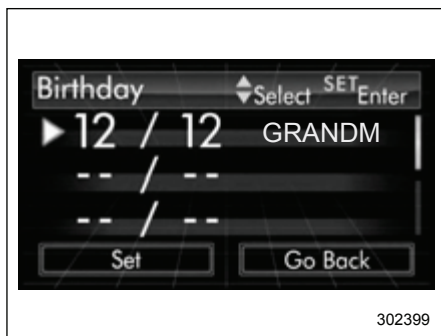 Birthday Select SET Enter
12 / 12 GRANDM
-- / --
-- / --
Set Go Back
302399